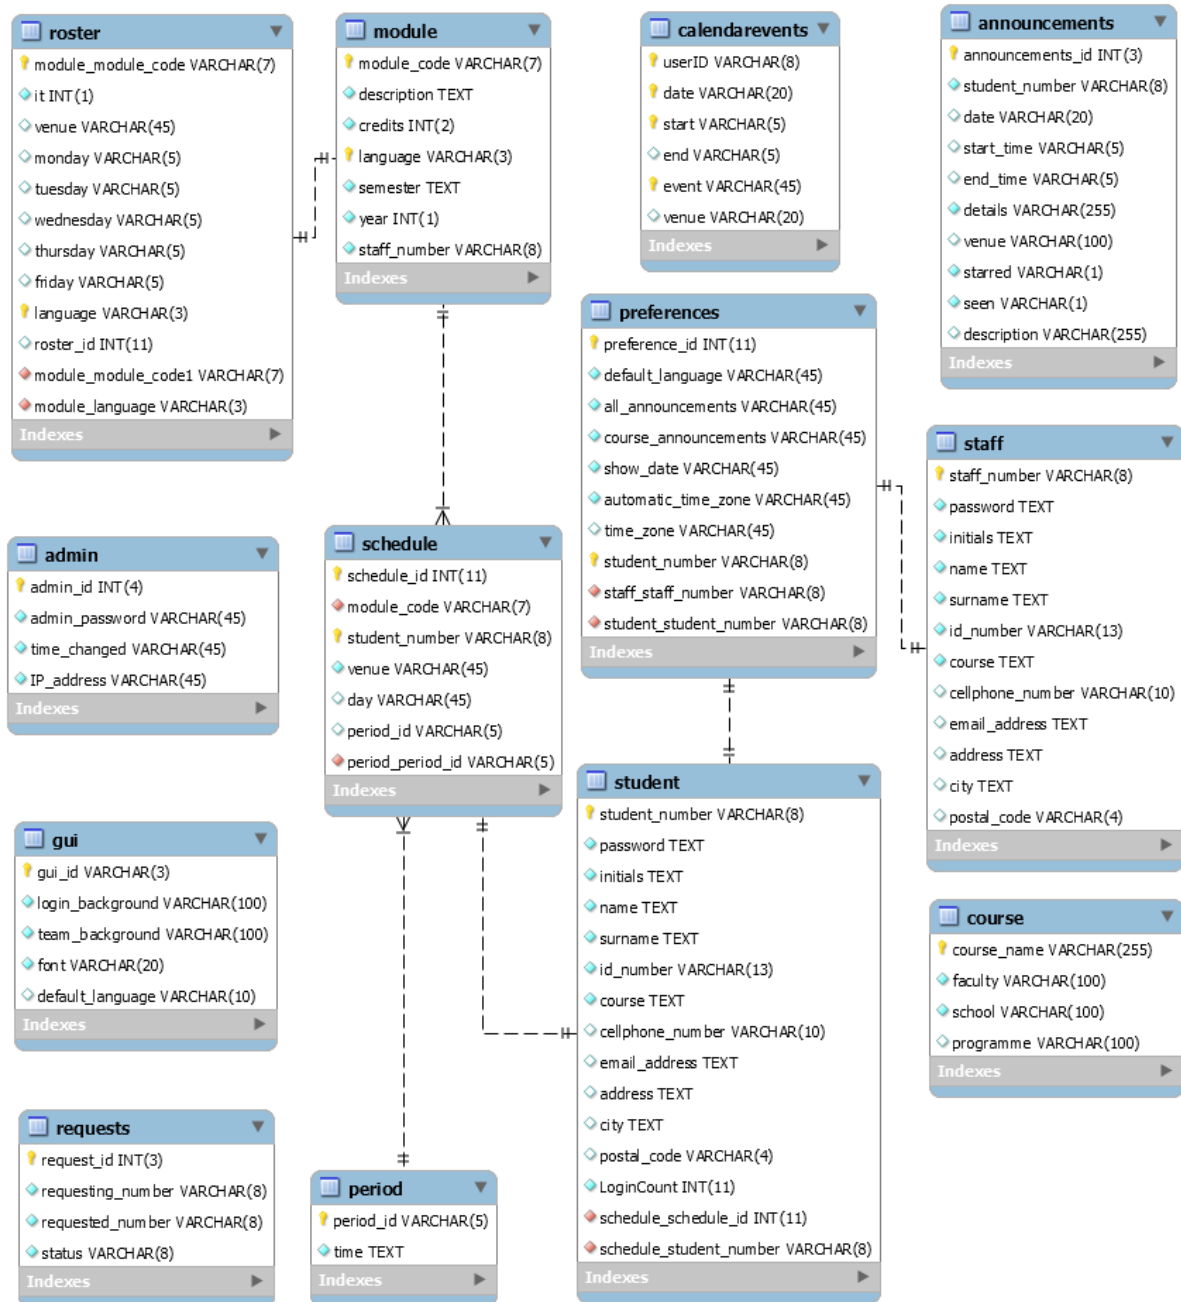 roster
module_module_code VARCHAR(7)
it INT(1)
venue VARCHAR(45)
monday VARCHAR(5)
tuesday VARCHAR(5)
wednesday VARCHAR(5)
thursday VARCHAR(5)
friday VARCHAR(5)
language VARCHAR(3)
roster_id INT(11)
module_module_code1 VARCHAR(7)
module_language VARCHAR(3)
Indexes
module
module_code VARCHAR(7)
description TEXT
credits INT(2)
language VARCHAR(3)
semester TEXT
year INT(1)
staff_number VARCHAR(8)
Indexes
calendarevents
userID VARCHAR(8)
date VARCHAR(20)
start VARCHAR(5)
end VARCHAR(5)
event VARCHAR(45)
venue VARCHAR(20)
Indexes
announcements
announcements_id INT(3)
student_number VARCHAR(8)
date VARCHAR(20)
start_time VARCHAR(5)
end_time VARCHAR(5)
details VARCHAR(255)
venue VARCHAR(100)
starred VARCHAR(1)
seen VARCHAR(1)
description VARCHAR(255)
Indexes
preferences
preference_id INT(11)
default_language VARCHAR(45)
all_announcements VARCHAR(45)
course_announcements VARCHAR(45)
show_date VARCHAR(45)
automatic_time_zone VARCHAR(45)
time_zone VARCHAR(45)
student_number VARCHAR(8)
staff_staff_number VARCHAR(8)
student_student_number VARCHAR(8)
Indexes
staff
staff_number VARCHAR(8)
password TEXT
initials TEXT
name TEXT
surname TEXT
id_number VARCHAR(13)
course TEXT
cellphone_number VARCHAR(10)
email_address TEXT
address TEXT
city TEXT
postal_code VARCHAR(4)
Indexes
admin
admin_id INT(4)
admin_password VARCHAR(45)
time_changed VARCHAR(45)
IP_address VARCHAR(45)
Indexes
schedule
schedule_id INT(11)
module_code VARCHAR(7)
student_number VARCHAR(8)
venue VARCHAR(45)
day VARCHAR(45)
period_id VARCHAR(5)
period_period_id VARCHAR(5)
Indexes
student
student_number VARCHAR(8)
password TEXT
initials TEXT
name TEXT
surname TEXT
id_number VARCHAR(13)
course TEXT
cellphone_number VARCHAR(10)
email_address TEXT
address TEXT
city TEXT
postal_code VARCHAR(4)
LoginCount INT(11)
schedule_schedule_id INT(11)
schedule_student_number VARCHAR(8)
Indexes
gui
gui_id VARCHAR(3)
login_background VARCHAR(100)
team_background VARCHAR(100)
font VARCHAR(20)
default_language VARCHAR(10)
Indexes
course
course_name VARCHAR(255)
faculty VARCHAR(100)
school VARCHAR(100)
programme VARCHAR(100)
Indexes
requests
request_id INT(3)
requesting_number VARCHAR(8)
requested_number VARCHAR(8)
status VARCHAR(8)
Indexes
period
period_id VARCHAR(5)
time TEXT
Indexes